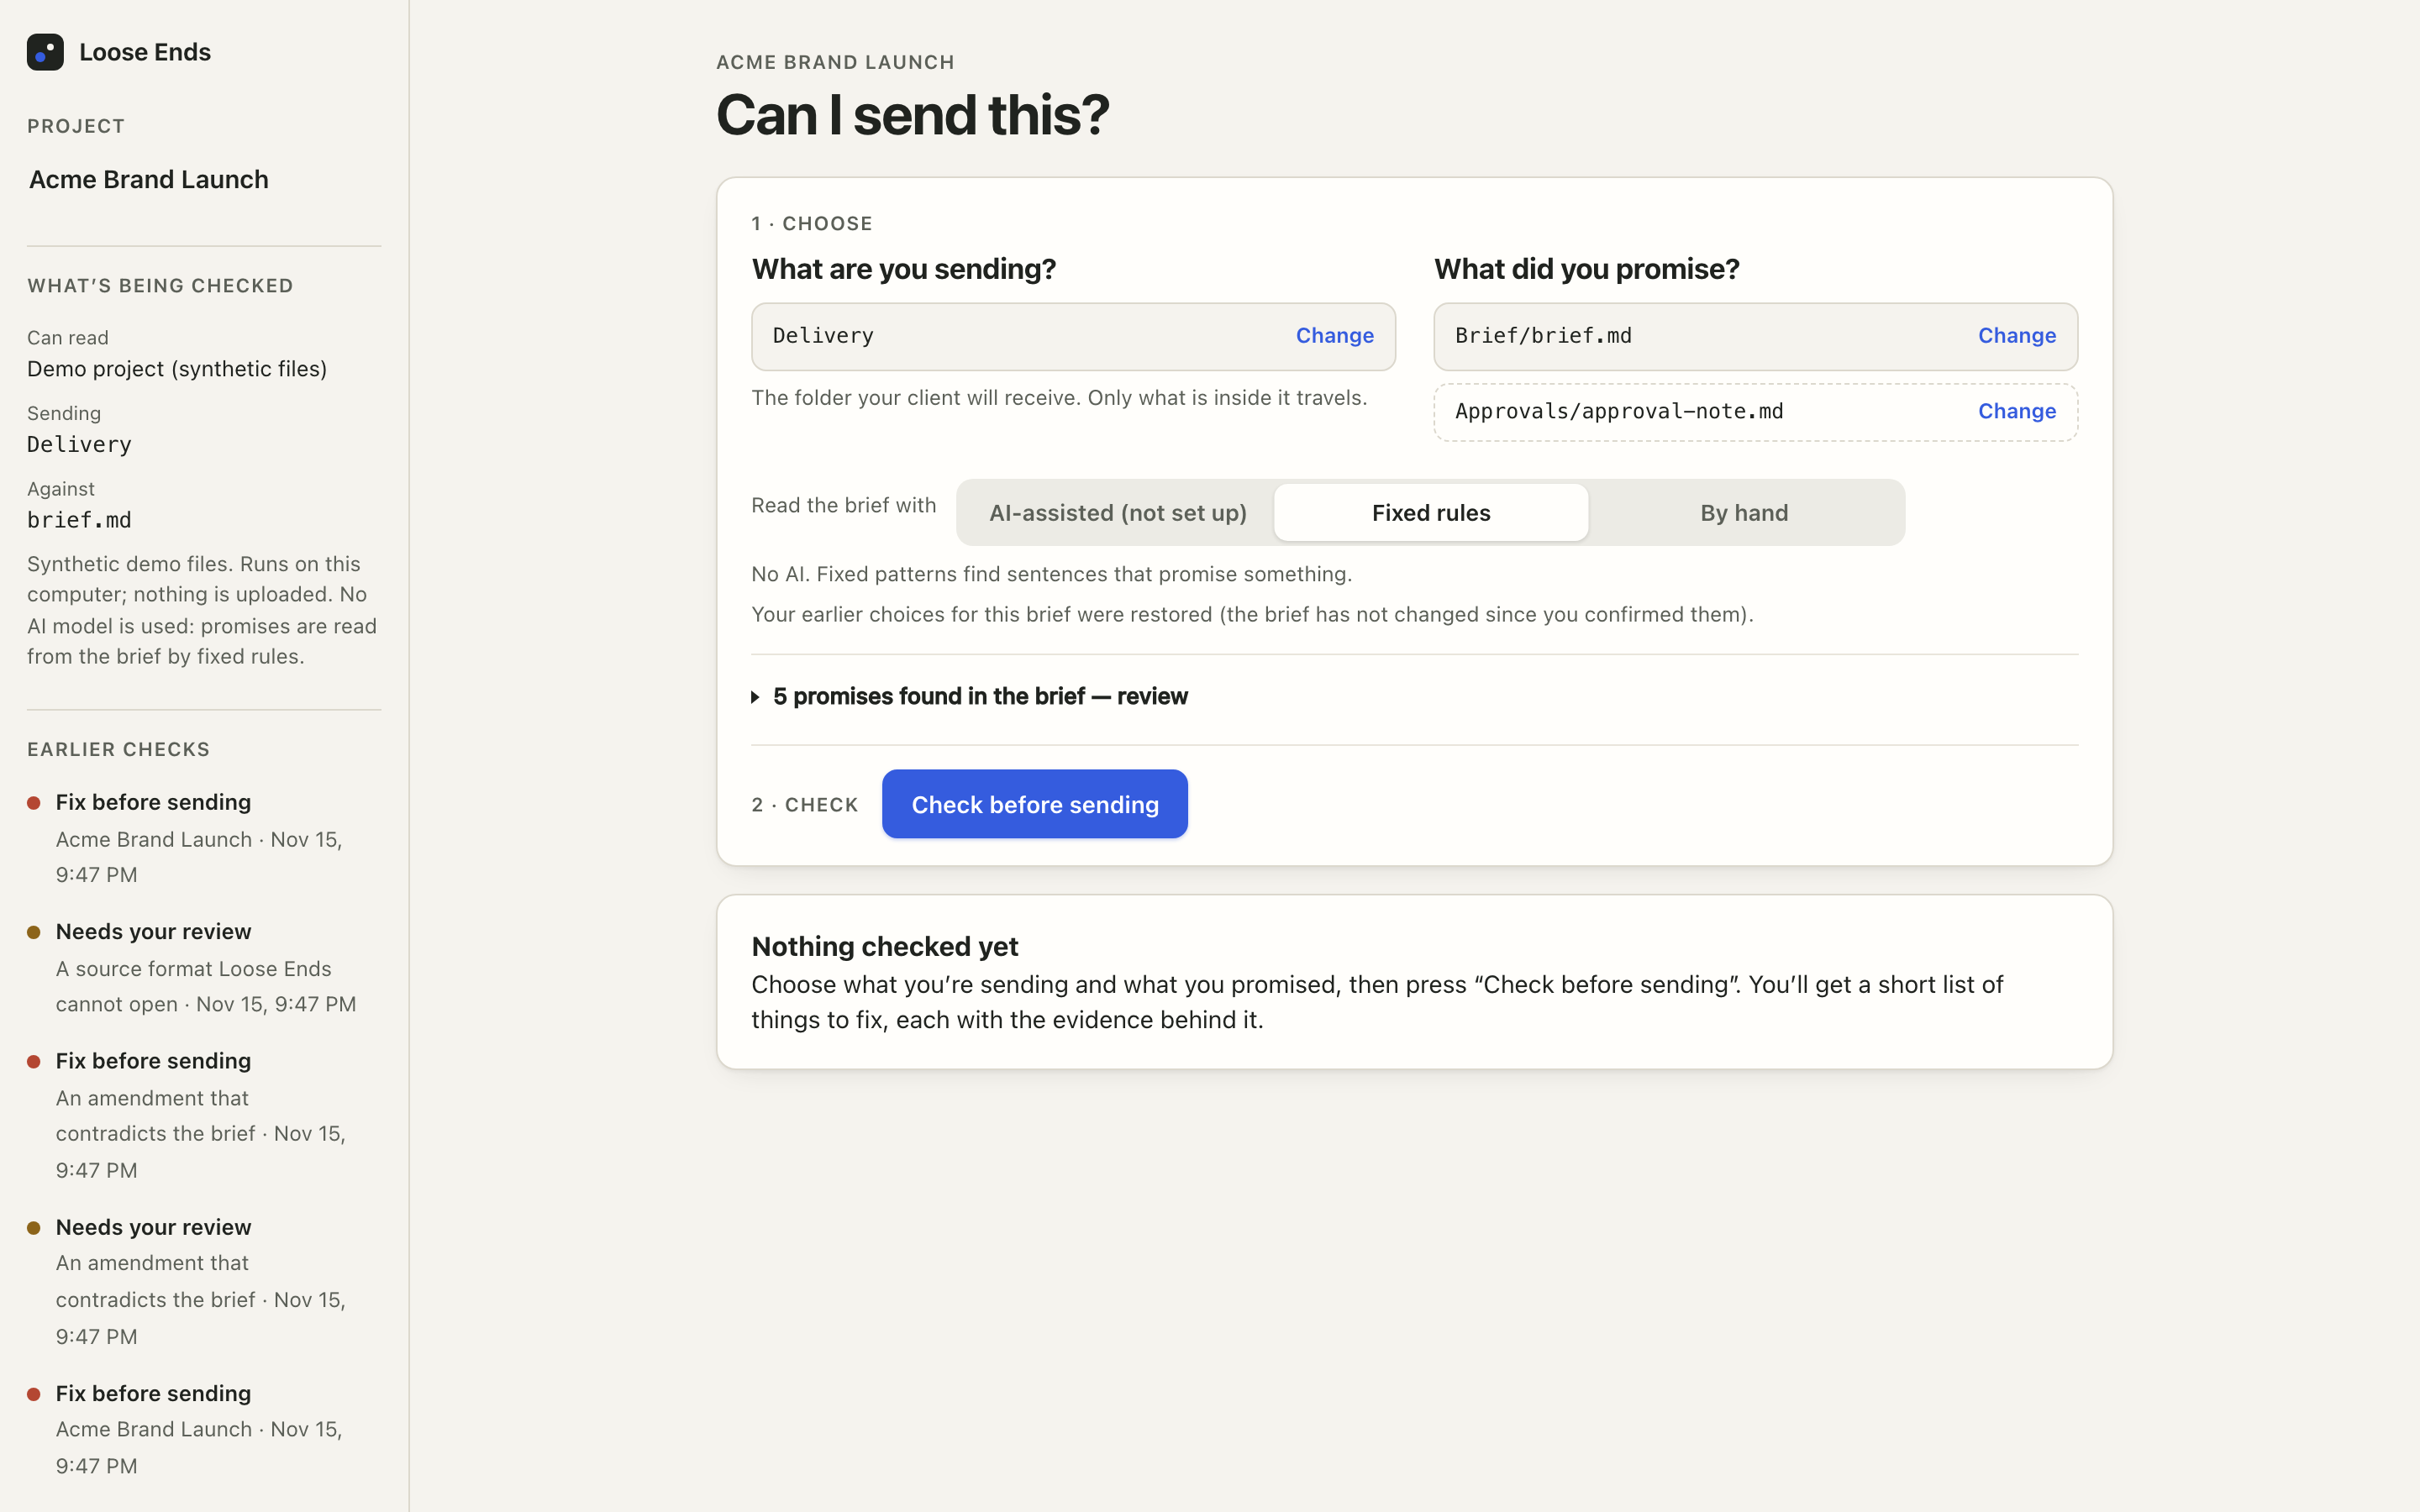 Loose Ends
PROJECT
Acme Brand Launch
WHAT’S BEING CHECKED
Can read
Demo project (synthetic files)
Sending
Delivery
Against
brief.md
Synthetic demo files. Runs on this
computer; nothing is uploaded. No
AI model is used: promises are read
from the brief by fixed rules.
EARLIER CHECKS
Fix before sending
Acme Brand Launch · Nov 15,
9:47 PM
Needs your review
A source format Loose Ends
cannot open · Nov 15, 9:47 PM
Fix before sending
An amendment that
contradicts the brief · Nov 15,
9:47 PM
Needs your review
An amendment that
contradicts the brief · Nov 15,
9:47 PM
Fix before sending
Acme Brand Launch · Nov 15,
9:47 PM
ACME BRAND LAUNCH
Can I send this?
1 · CHOOSE
What are you sending?
Delivery Change
The folder your client will receive. Only what is inside it travels.
What did you promise?
Brief/brief.md Change
Approvals/approval-note.md Change
Read the brief with AI-assisted (not set up) Fixed rules By hand
No AI. Fixed patterns find sentences that promise something.
Your earlier choices for this brief were restored (the brief has not changed since you confirmed them).
5 promises found in the brief — review
2 · CHECK Check before sending
Nothing checked yet
Choose what you’re sending and what you promised, then press “Check before sending”. You’ll get a short list of
things to fix, each with the evidence behind it.